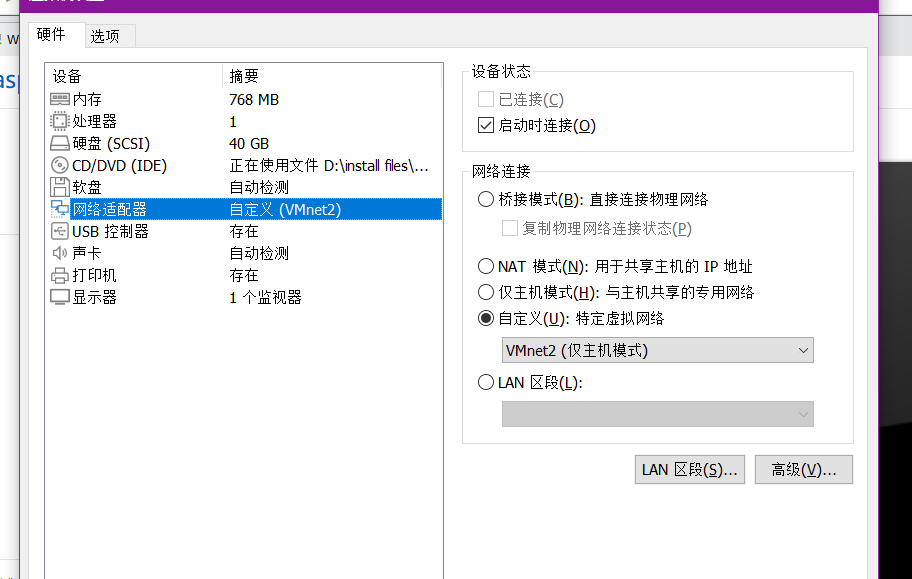 硬件
选项
设备 摘要
内存 768 MB
处理器 1
硬盘 (SCSI) 40 GB
CD/DVD (IDE) 正在使用文件 D:\install files\...
软盘 自动检测
网络适配器 自定义 (VMnet2)
USB 控制器 存在
声卡 自动检测
打印机 存在
显示器 1 个监视器
设备状态
已连接(C)
启动时连接(O)
网络连接
桥接模式(B): 直接连接物理网络
复制物理网络连接状态(P)
NAT 模式(N): 用于共享主机的 IP 地址
仅主机模式(H): 与主机共享的专用网络
自定义(U): 特定虚拟网络
VMnet2 (仅主机模式)
LAN 区段(L):
LAN 区段(S)...
高级(V)...